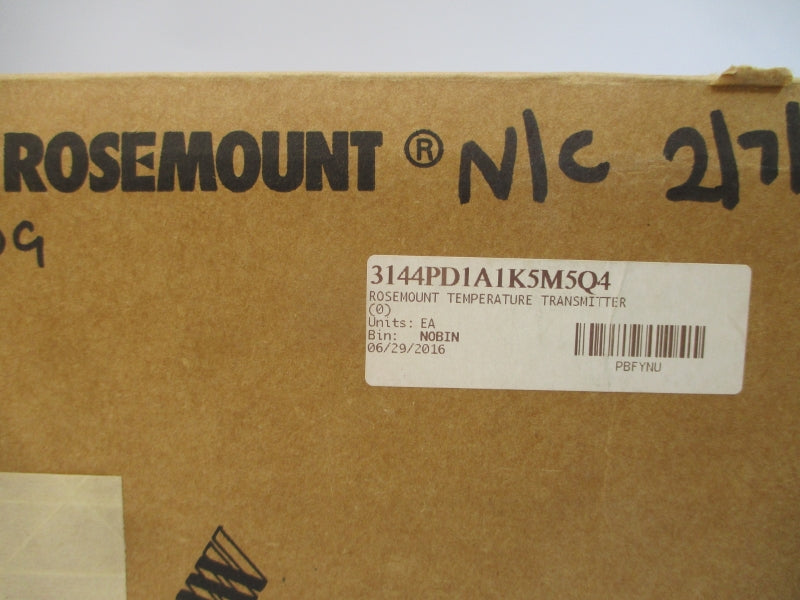 ROSEMOUNT ® N/C 2/7/
3144PD1A1K5M5Q4
ROSEMOUNT TEMPERATURE TRANSMITTER
(0)
Units: EA
Bin: NOBIN
06/29/2016
PBFYNU